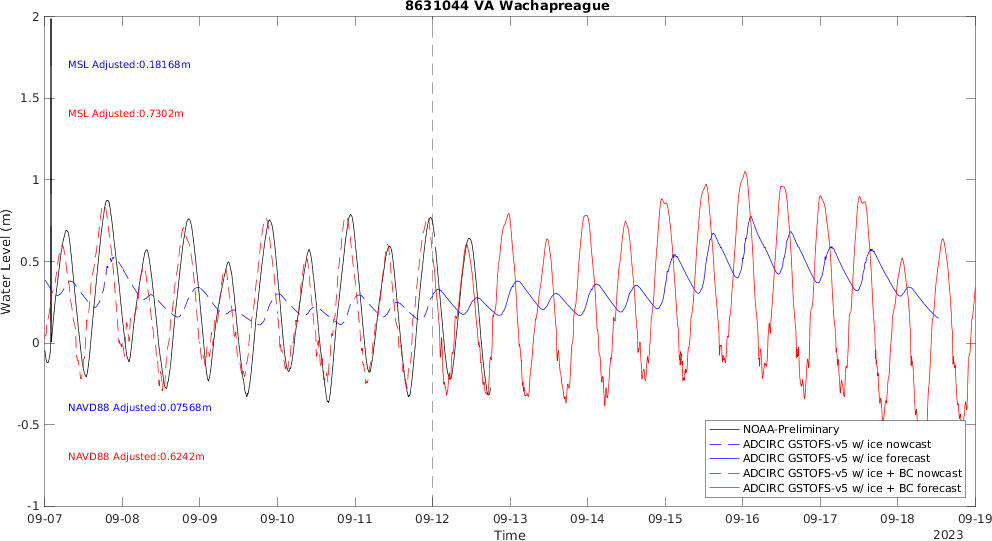 8631044 VA Wachapreague
2
1.5
1
0.5
0
-0.5
-1
Water Level (m)
MSL Adjusted:0.18168m
MSL Adjusted:0.7302m
NAVD88 Adjusted:0.07568m
NAVD88 Adjusted:0.6242m
NOAA-Preliminary
ADCIRC GSTOFS-v5 w/ ice nowcast
ADCIRC GSTOFS-v5 w/ ice forecast
ADCIRC GSTOFS-v5 w/ ice + BC nowcast
ADCIRC GSTOFS-v5 w/ ice + BC forecast
09-07 09-08 09-09 09-10 09-11 09-12 09-13 09-14 09-15 09-16 09-17 09-18 09-19
Time
2023